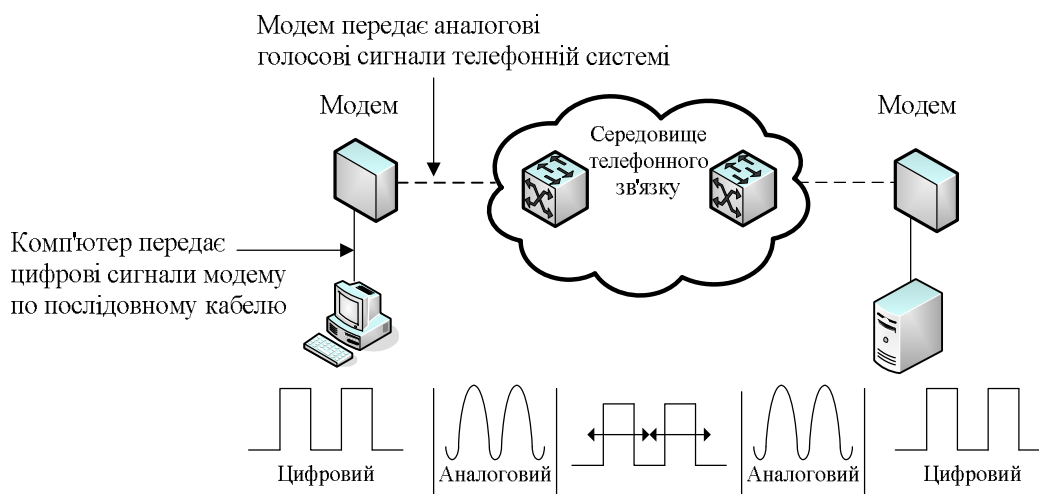 Модем передає аналогові
голосові сигнали телефонній системі
Модем
Модем
Середовище
телефонного
зв'язку
Комп'ютер передає
цифрові сигнали модему
по послідовному кабелю
Цифровий
Аналоговий
Аналоговий
Цифровий